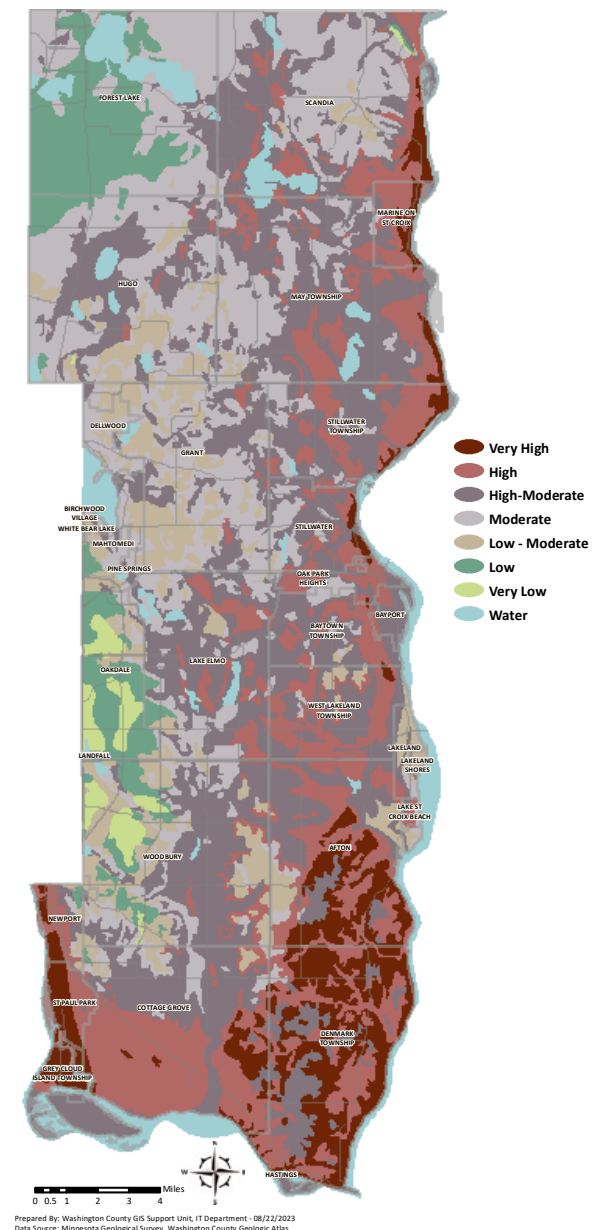 FOREST LAKE
SCANDIA
MARINE ON
ST CROIX
HUGO
MAY TOWNSHIP
DELLWOOD
STILLWATER
TOWNSHIP
GRANT
Very High
High
High-Moderate
Moderate
Low - Moderate
Low
Very Low
Water
BIRCHWOOD
VILLAGE
WHITE BEAR LAKE
MAHTOMEDI
STILLWATER
PINE SPRINGS
OAK PARK
HEIGHTS
BAYPORT
BAYTOWN
TOWNSHIP
LAKE ELMO
OAKDALE
WEST LAKELAND
TOWNSHIP
LAKELAND
LAKELAND
SHORES
LANDFALL
LAKE ST
CROIX BEACH
AFTON
WOODBURY
NEWPORT
ST PAUL PARK
COTTAGE GROVE
DENMARK
TOWNSHIP
GREY CLOUD
ISLAND TOWNSHIP
HASTINGS
N
W E
S
Miles
0 0.5 1 2 3 4
Prepared By: Washington County GIS Support Unit, IT Department - 08/22/2023
Data Source: Minnesota Geological Survey, Washington County Geologic Atlas